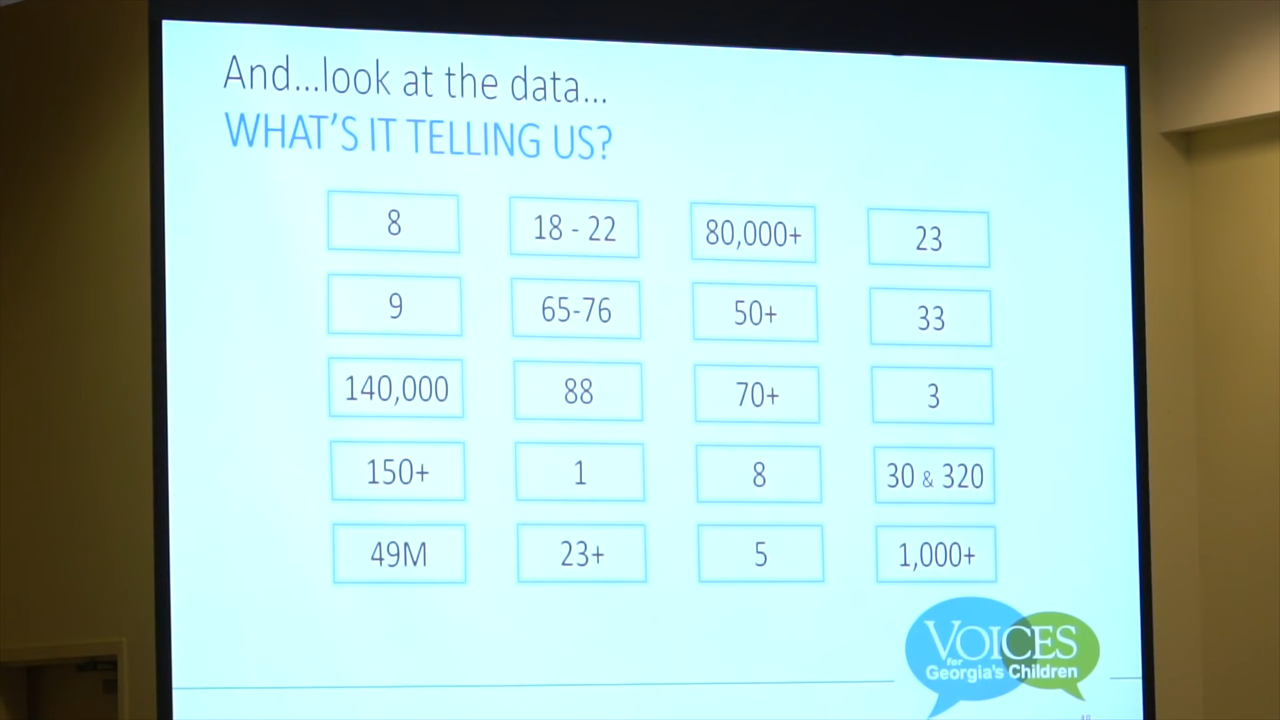 And...look at the data...
WHAT'S IT TELLING US?
8 18 - 22 80,000+ 23
9 65-76 50+ 33
140,000 88 70+ 3
150+ 1 8 30 & 320
49M 23+ 5 1,000+
VOICES
for
Georgia's Children